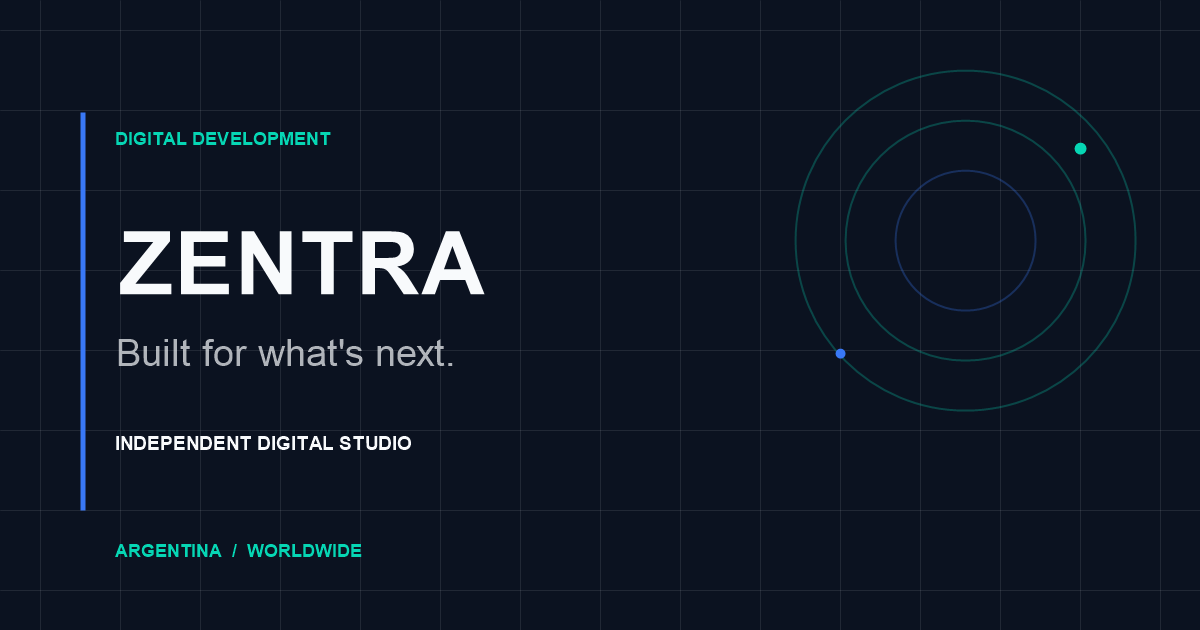 DIGITAL DEVELOPMENT
ZENTRA
Built for what's next.
INDEPENDENT DIGITAL STUDIO
ARGENTINA / WORLDWIDE